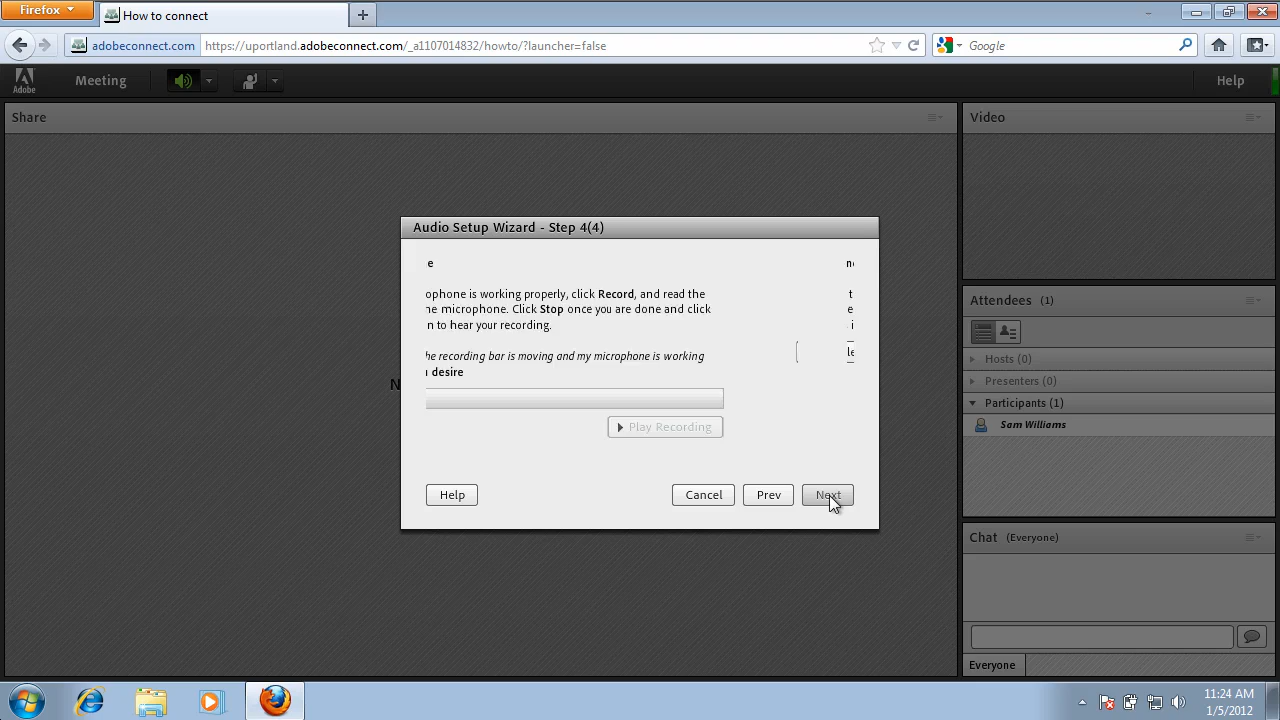 Firefox
How to connect
adobeconnect.com
https://uportland.adobeconnect.com/_a1107014832/howto/?launcher=false
Google
Adobe
Meeting
Help
Share
Video
Audio Setup Wizard - Step 4(4)
ophone is working properly, click Record, and read the
ne microphone. Click Stop once you are done and click
n to hear your recording.
he recording bar is moving and my microphone is working
desire
Play Recording
Help
Cancel
Prev
Next
N
Attendees (1)
Hosts (0)
Presenters (0)
Participants (1)
Sam Williams
Chat (Everyone)
Everyone
11:24 AM
1/5/2012